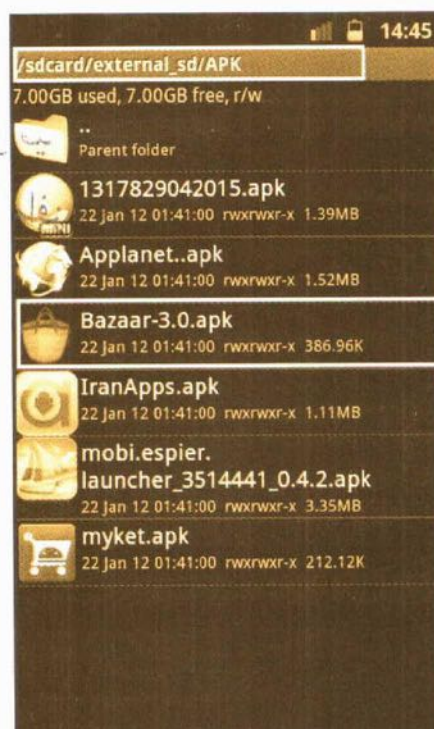 14:45
/sdcard/external_sd/APK
7.00GB used, 7.00GB free, r/w
..
Parent folder
1317829042015.apk
22 Jan 12 01:41:00 rwxrwxr-x 1.39MB
Applanet..apk
22 Jan 12 01:41:00 rwxrwxr-x 1.52MB
Bazaar-3.0.apk
22 Jan 12 01:41:00 rwxrwxr-x 386.96K
IranApps.apk
22 Jan 12 01:41:00 rwxrwxr-x 1.11MB
mobi.espier.
launcher_3514441_0.4.2.apk
22 Jan 12 01:41:00 rwxrwxr-x 3.35MB
myket.apk
22 Jan 12 01:41:00 rwxrwxr-x 212.12K